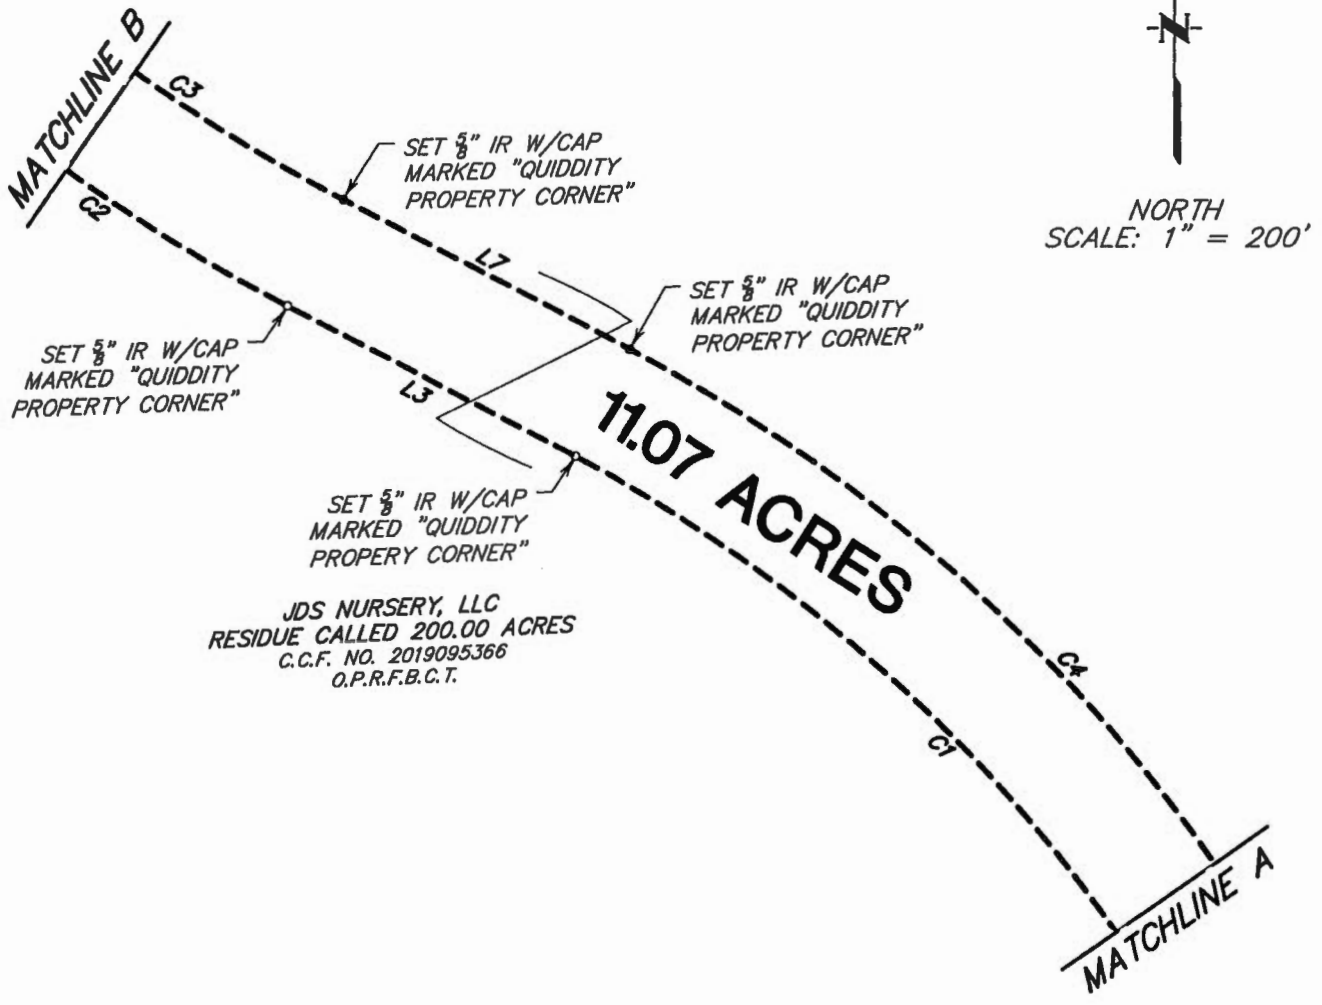 MATCHLINE B
C3
C2
N
NORTH
SCALE: 1" = 200'
SET 5/8" IR W/CAP
MARKED "QUIDDITY
PROPERTY CORNER"
L7
SET 5/8" IR W/CAP
MARKED "QUIDDITY
PROPERTY CORNER"
SET 5/8" IR W/CAP
MARKED "QUIDDITY
PROPERTY CORNER"
L3
11.07 ACRES
SET 5/8" IR W/CAP
MARKED "QUIDDITY
PROPERY CORNER"
JDS NURSERY, LLC
RESIDUE CALLED 200.00 ACRES
C.C.F. NO. 2019095366
O.P.R.F.B.C.T.
C4
C1
MATCHLINE A